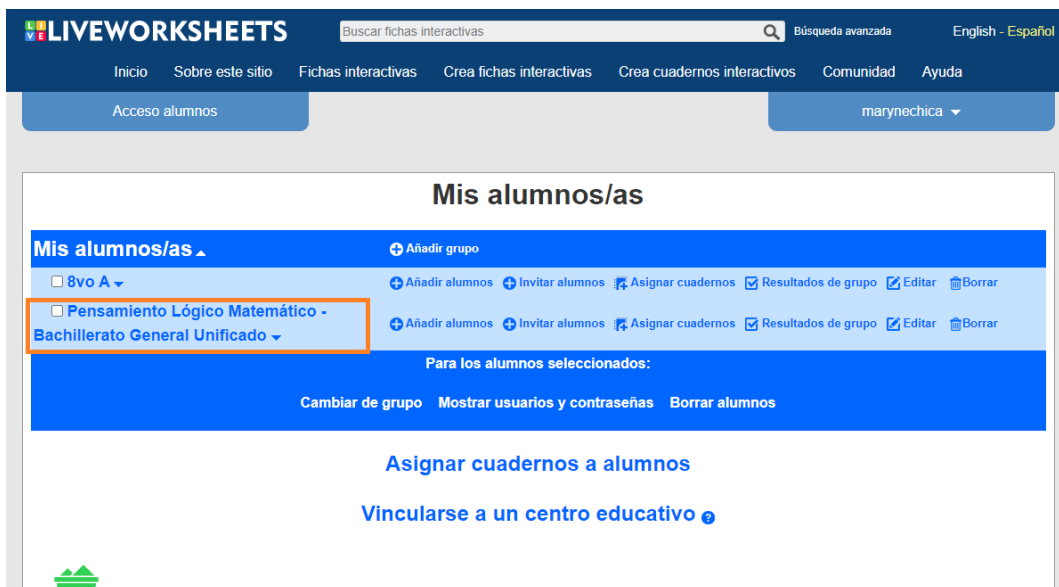 LIVEWORKSHEETS
Buscar fichas interactivas
Búsqueda avanzada
English - Español
Inicio Sobre este sitio Fichas interactivas Crea fichas interactivas Crea cuadernos interactivos Comunidad Ayuda
Acceso alumnos
marynechica
Mis alumnos/as
Mis alumnos/as
Añadir grupo
8vo A
Añadir alumnos Invitar alumnos Asignar cuadernos Resultados de grupo Editar Borrar
Pensamiento Lógico Matemático -
Bachillerato General Unificado
Añadir alumnos Invitar alumnos Asignar cuadernos Resultados de grupo Editar Borrar
Para los alumnos seleccionados:
Cambiar de grupo Mostrar usuarios y contraseñas Borrar alumnos
Asignar cuadernos a alumnos
Vincularse a un centro educativo ?